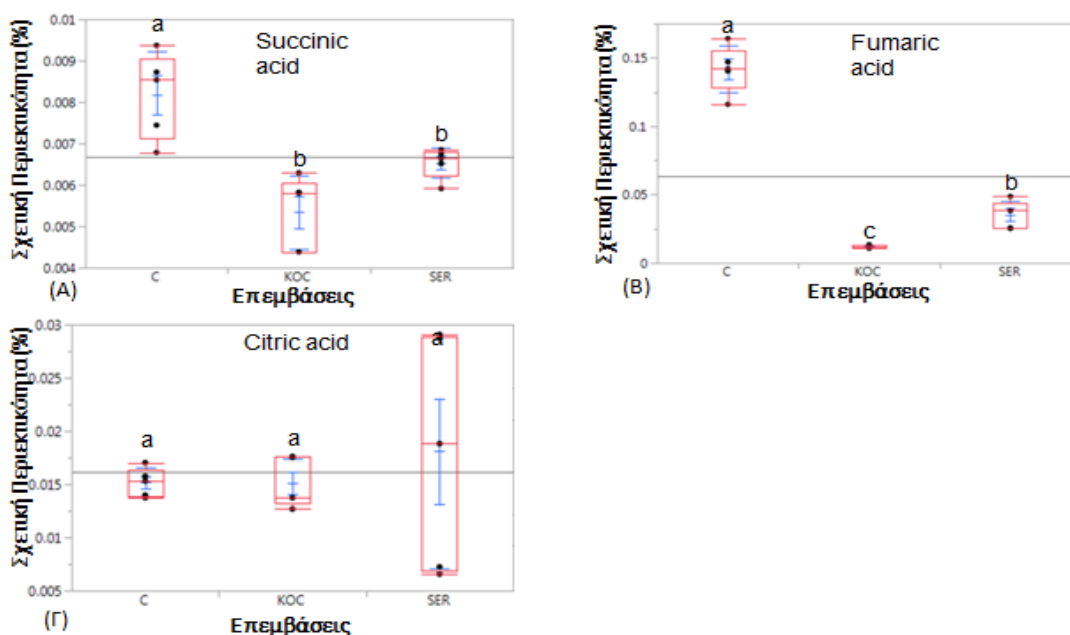 Σχετική Περιεκτικότητα (%)
0.01
0.009
0.008
0.007
0.006
0.005
0.004
a
b
b
Succinic
acid
C
KOC
SER
(Α)
Επεμβάσεις
Σχετική Περιεκτικότητα (%)
0.15
0.1
0.05
0
a
c
b
Fumaric
acid
C
KOC
SER
(Β)
Επεμβάσεις
Σχετική Περιεκτικότητα (%)
0.03
0.025
0.02
0.015
0.01
0.005
a
a
a
Citric acid
C
KOC
SER
(Γ)
Επεμβάσεις